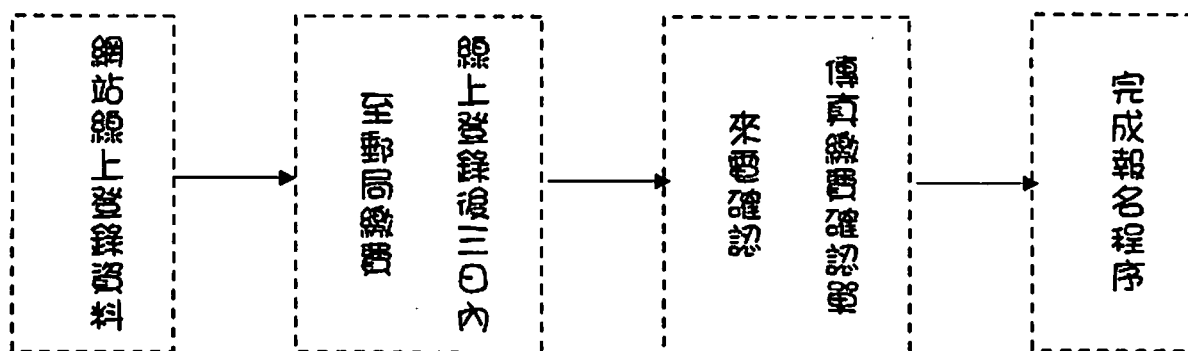 網站線上登錄資料
線上登錄後三日內
至郵局繳費
傳真繳費確認單
來電確認
完成報名程序